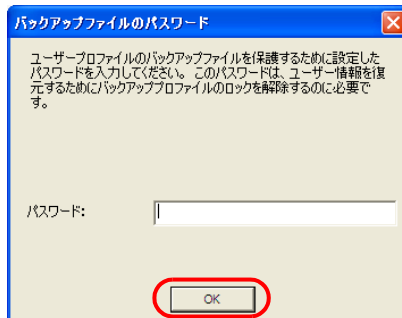 バックアップファイルのパスワード
ユーザープロファイルのバックアップファイルを保護するために設定した
パスワードを入力してください。このパスワードは、ユーザー情報を復
元するためにバックアッププロファイルのロックを解除するのに必要で
す。
パスワード:
OK